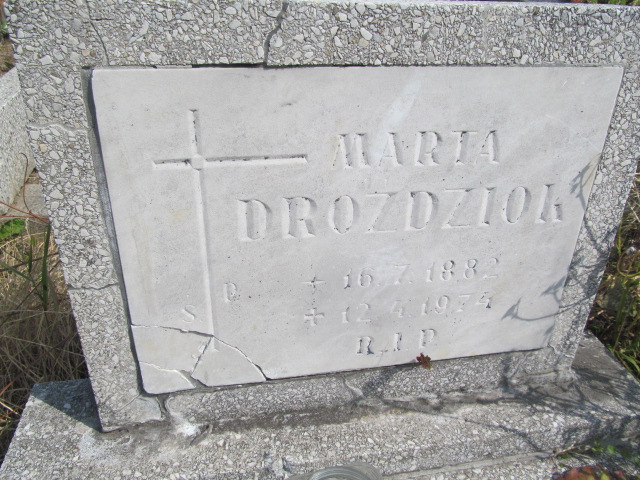 MARTA
DROZDZIOK
S P + 16.7.1882
+ 12.4.1974
R.I.P.